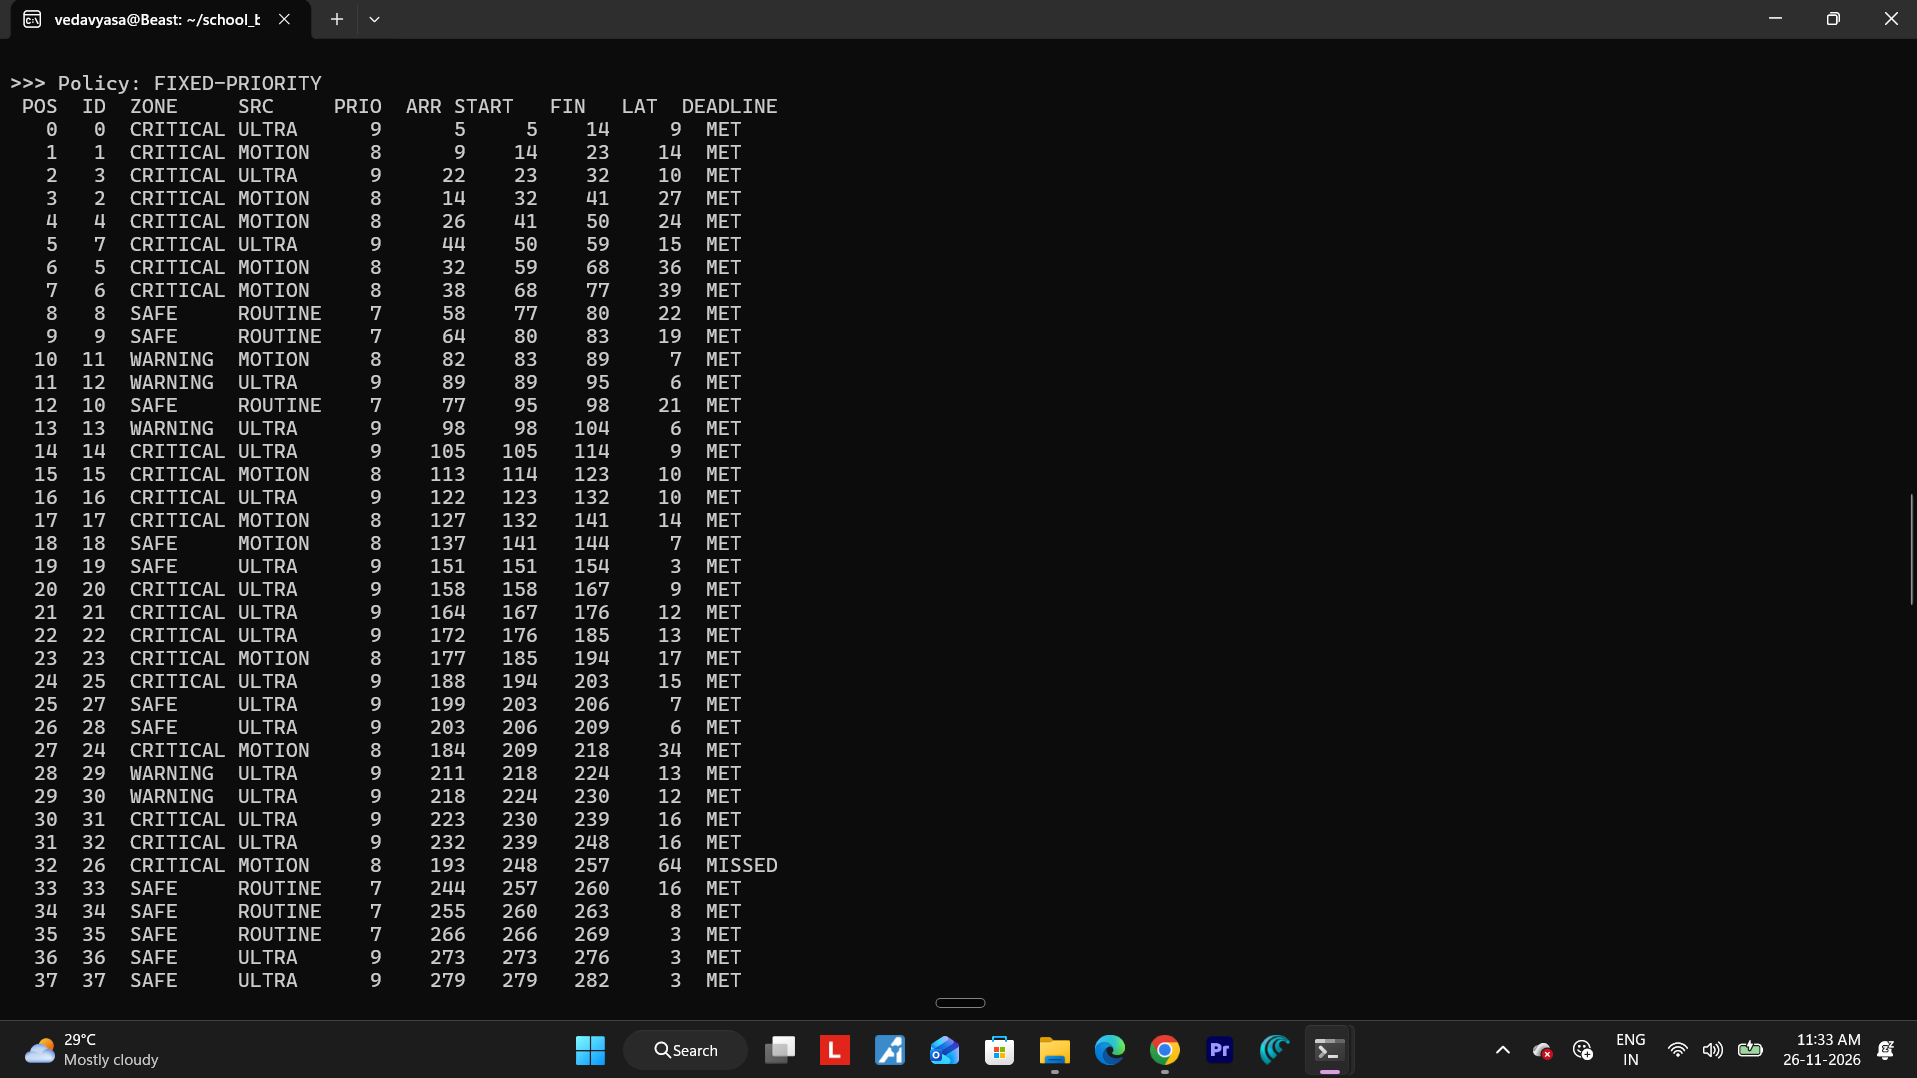 vedavyasa@Beast: ~/school_b
>>> Policy: FIXED-PRIORITY
POS ID ZONE SRC PRIO ARR START FIN LAT DEADLINE
0 0 CRITICAL ULTRA 9 5 5 14 9 MET
1 1 CRITICAL MOTION 8 9 14 23 14 MET
2 3 CRITICAL ULTRA 9 22 23 32 10 MET
3 2 CRITICAL MOTION 8 14 32 41 27 MET
4 4 CRITICAL MOTION 8 26 41 50 24 MET
5 7 CRITICAL ULTRA 9 44 50 59 15 MET
6 5 CRITICAL MOTION 8 32 59 68 36 MET
7 6 CRITICAL MOTION 8 38 68 77 39 MET
8 8 SAFE ROUTINE 7 58 77 80 22 MET
9 9 SAFE ROUTINE 7 64 80 83 19 MET
10 11 WARNING MOTION 8 82 83 89 7 MET
11 12 WARNING ULTRA 9 89 89 95 6 MET
12 10 SAFE ROUTINE 7 77 95 98 21 MET
13 13 WARNING ULTRA 9 98 98 104 6 MET
14 14 CRITICAL ULTRA 9 105 105 114 9 MET
15 15 CRITICAL MOTION 8 113 114 123 10 MET
16 16 CRITICAL ULTRA 9 122 123 132 10 MET
17 17 CRITICAL MOTION 8 127 132 141 14 MET
18 18 SAFE MOTION 8 137 141 144 7 MET
19 19 SAFE ULTRA 9 151 151 154 3 MET
20 20 CRITICAL ULTRA 9 158 158 167 9 MET
21 21 CRITICAL ULTRA 9 164 167 176 12 MET
22 22 CRITICAL ULTRA 9 172 176 185 13 MET
23 23 CRITICAL MOTION 8 177 185 194 17 MET
24 25 CRITICAL ULTRA 9 188 194 203 15 MET
25 27 SAFE ULTRA 9 199 203 206 7 MET
26 28 SAFE ULTRA 9 203 206 209 6 MET
27 24 CRITICAL MOTION 8 184 209 218 34 MET
28 29 WARNING ULTRA 9 211 218 224 13 MET
29 30 WARNING ULTRA 9 218 224 230 12 MET
30 31 CRITICAL ULTRA 9 223 230 239 16 MET
31 32 CRITICAL ULTRA 9 232 239 248 16 MET
32 26 CRITICAL MOTION 8 193 248 257 64 MISSED
33 33 SAFE ROUTINE 7 244 257 260 16 MET
34 34 SAFE ROUTINE 7 255 260 263 8 MET
35 35 SAFE ROUTINE 7 266 266 269 3 MET
36 36 SAFE ULTRA 9 273 273 276 3 MET
37 37 SAFE ULTRA 9 279 279 282 3 MET
29°C
Mostly cloudy
Search
L
Pr
ENG
IN
11:33 AM
26-11-2026